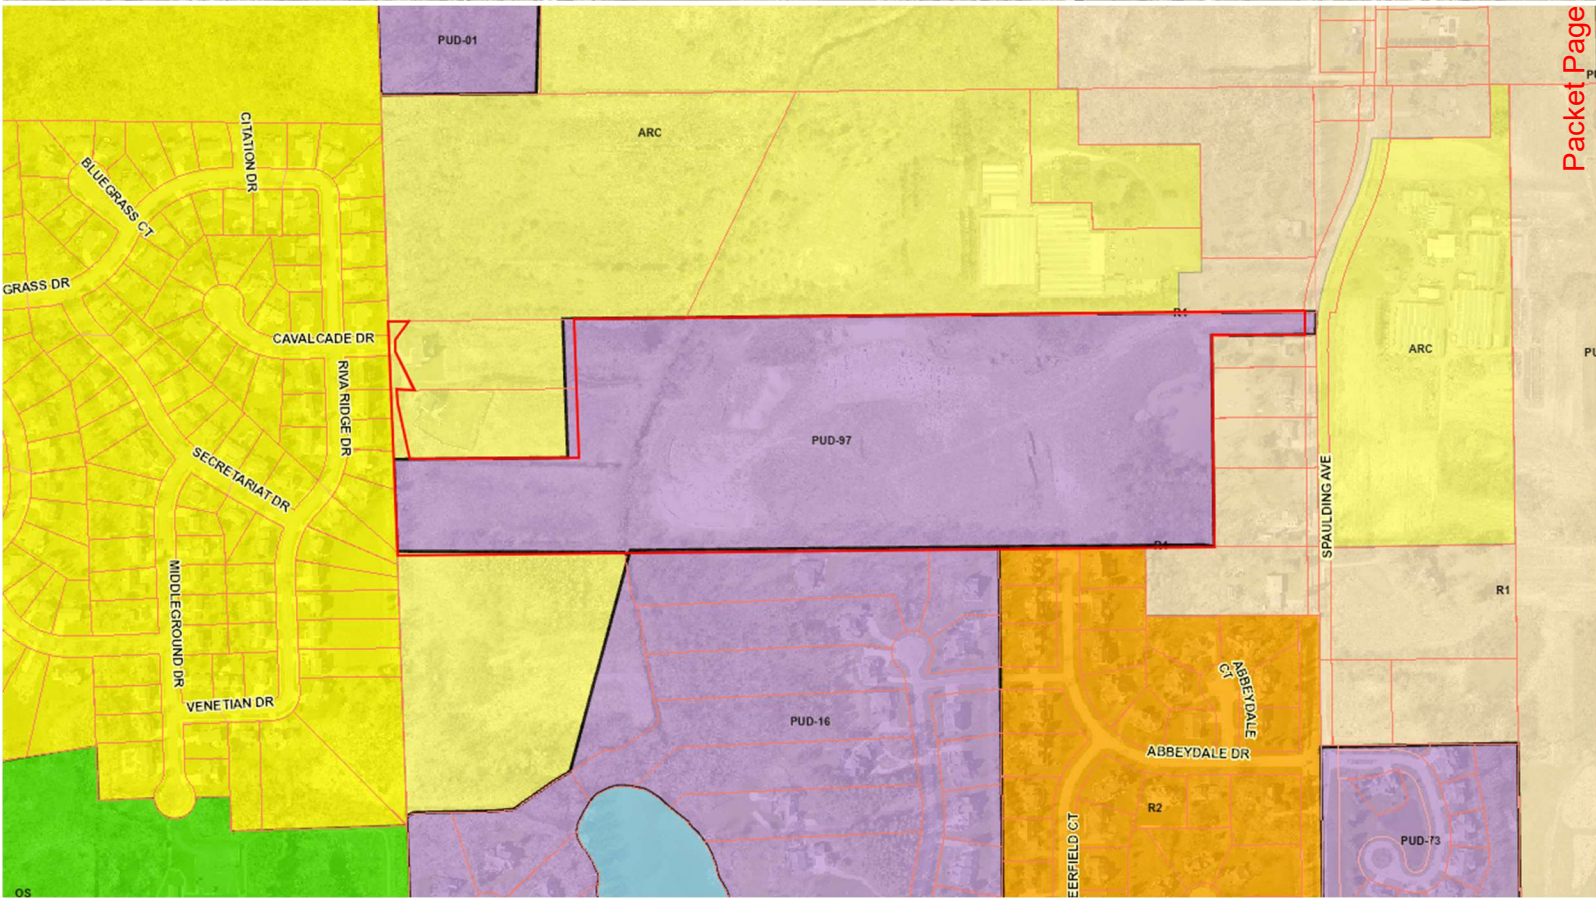 Packet Page
PUD-01
ARC
CITATION DR
BLUEGRASS CT
GRASS DR
CAVALCADE DR
RIVA RIDGE DR
R1
ARC
PUD-97
SECRETARIAT DR
SPAULDING AVE
R1
MIDDLEGROUND DR
R1
VENETIAN DR
PUD-16
ABBEYDALE
CT
ABBEYDALE DR
R2
EERFIELD CT
PUD-73
OS